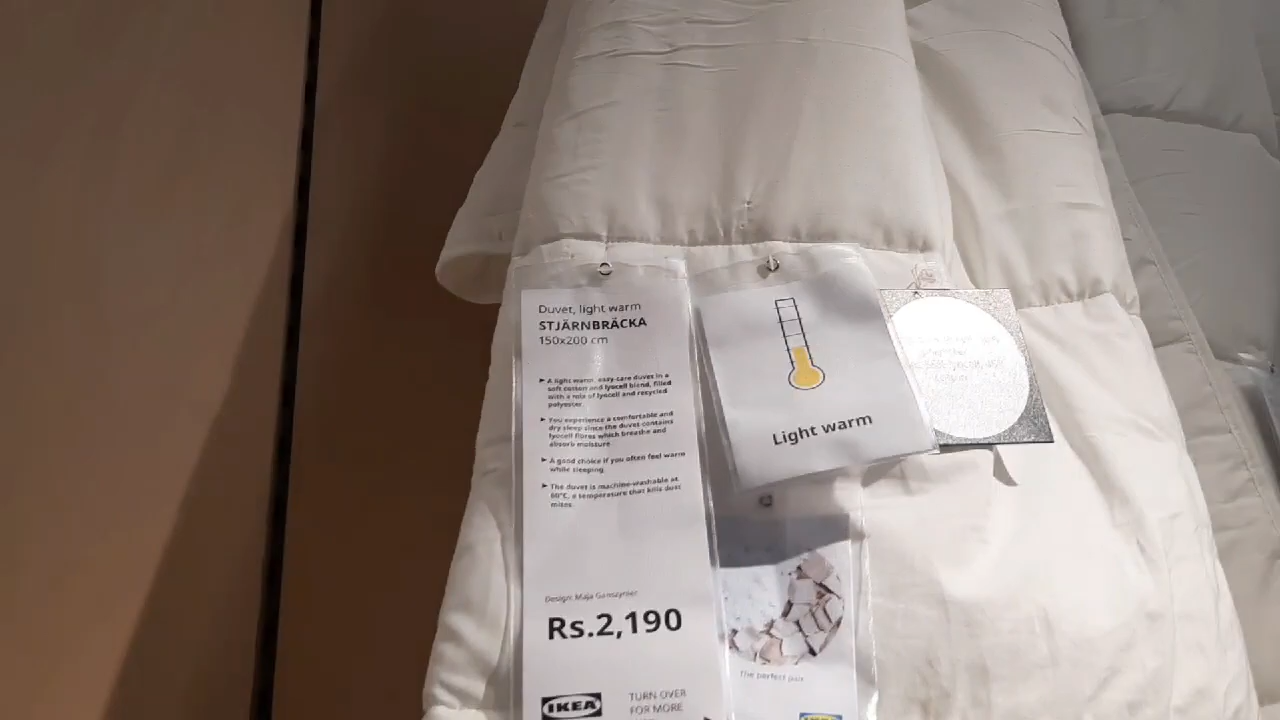 Duvet, light warm
STJÄRNBRÄCKA
150x200 cm
► A light warm, easy-care duvet in a
soft cotton and lyocell blend, filled
with a mix of lyocell and recycled
polyester.
► You experience a comfortable and
dry sleep since the duvet contains
lyocell fibres which breathe and
absorb moisture.
► A good choice if you often feel warm
while sleeping.
► The duvet is machine-washable at
60°C, a temperature that kills dust
mites.
Design: Maja Ganszyniec
Rs.2,190
IKEA
TURN OVER
FOR MORE
Light warm
The perfect pair
IKEA